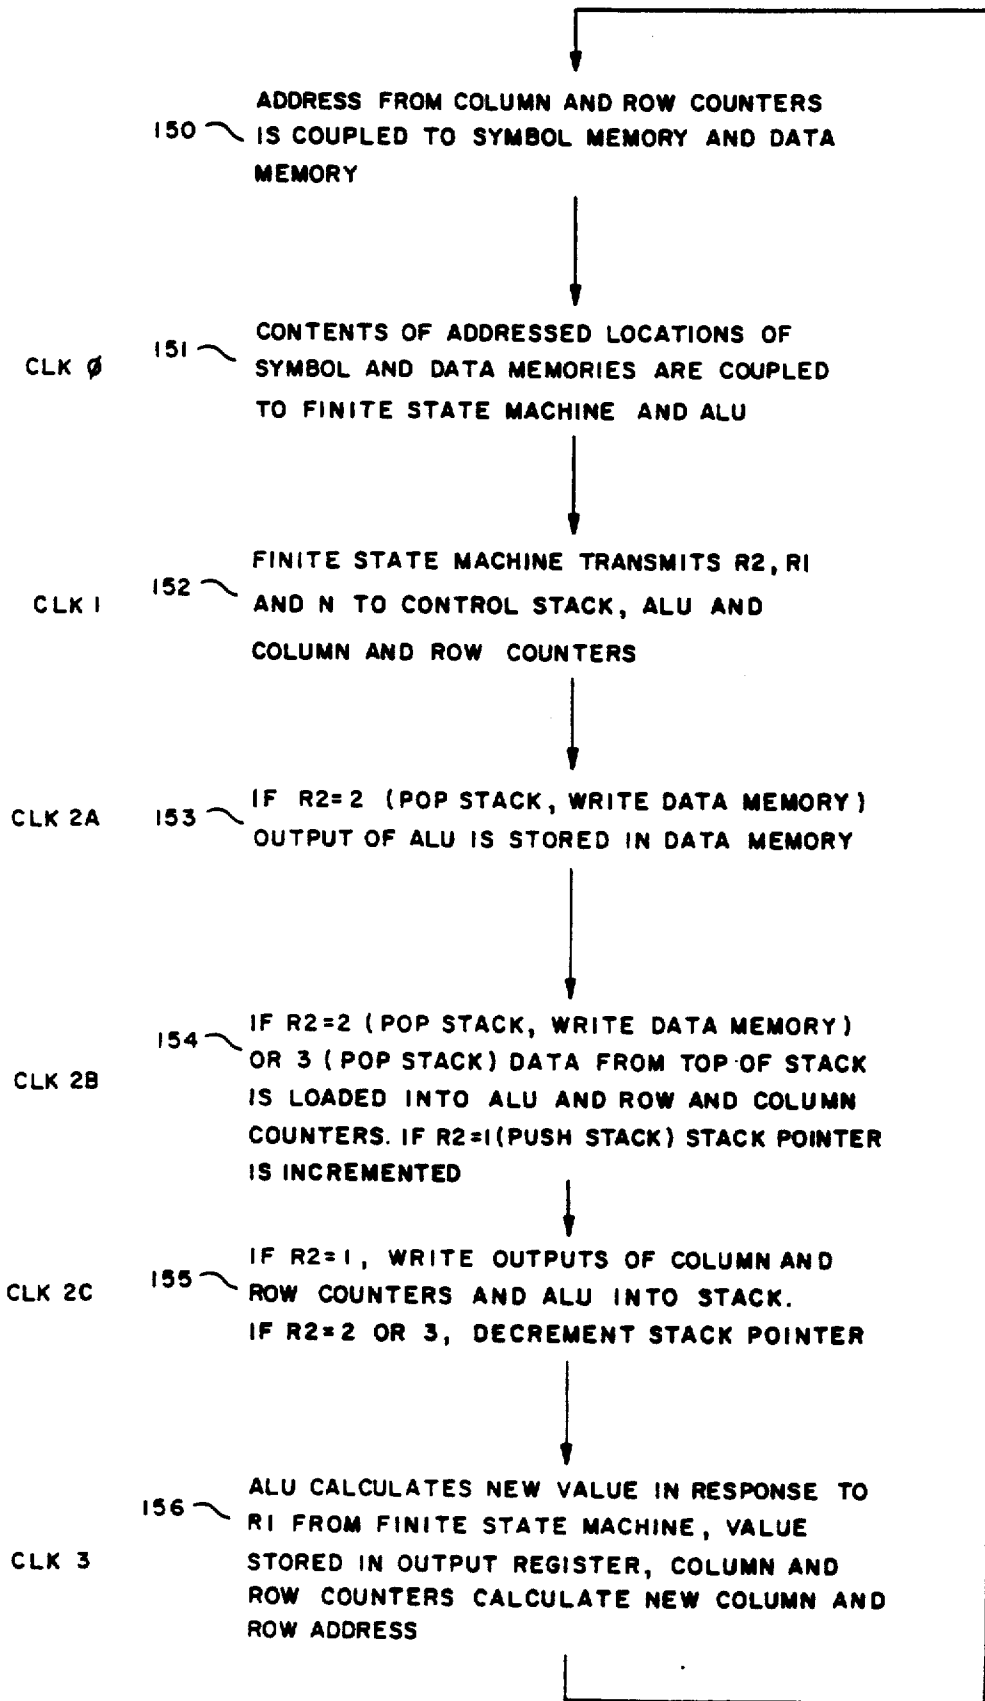 ADDRESS FROM COLUMN AND ROW COUNTERS
150 IS COUPLED TO SYMBOL MEMORY AND DATA
MEMORY
CONTENTS OF ADDRESSED LOCATIONS OF
CLK Ø 151 SYMBOL AND DATA MEMORIES ARE COUPLED
TO FINITE STATE MACHINE AND ALU
FINITE STATE MACHINE TRANSMITS R2, R1
CLK 1 152 AND N TO CONTROL STACK, ALU AND
COLUMN AND ROW COUNTERS
IF R2=2 (POP STACK, WRITE DATA MEMORY)
CLK 2A 153 OUTPUT OF ALU IS STORED IN DATA MEMORY
IF R2=2 (POP STACK, WRITE DATA MEMORY)
154 OR 3 (POP STACK) DATA FROM TOP OF STACK
CLK 2B IS LOADED INTO ALU AND ROW AND COLUMN
COUNTERS. IF R2=1 (PUSH STACK) STACK POINTER
IS INCREMENTED
IF R2=1, WRITE OUTPUTS OF COLUMN AND
CLK 2C 155 ROW COUNTERS AND ALU INTO STACK.
IF R2=2 OR 3, DECREMENT STACK POINTER
ALU CALCULATES NEW VALUE IN RESPONSE TO
156 R1 FROM FINITE STATE MACHINE, VALUE
CLK 3 STORED IN OUTPUT REGISTER, COLUMN AND
ROW COUNTERS CALCULATE NEW COLUMN AND
ROW ADDRESS